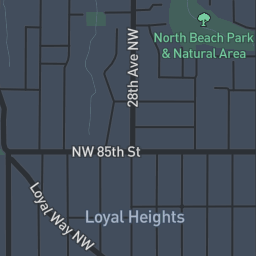 28th Ave NW
North Beach Park
& Natural Area
NW 85th St
Loyal Way NW
Loyal Heights